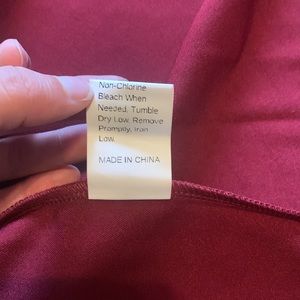 Non-Chlorine
Bleach When
Needed, Tumble
Dry Low, Remove
Promptly, Iron
Low.
MADE IN CHINA